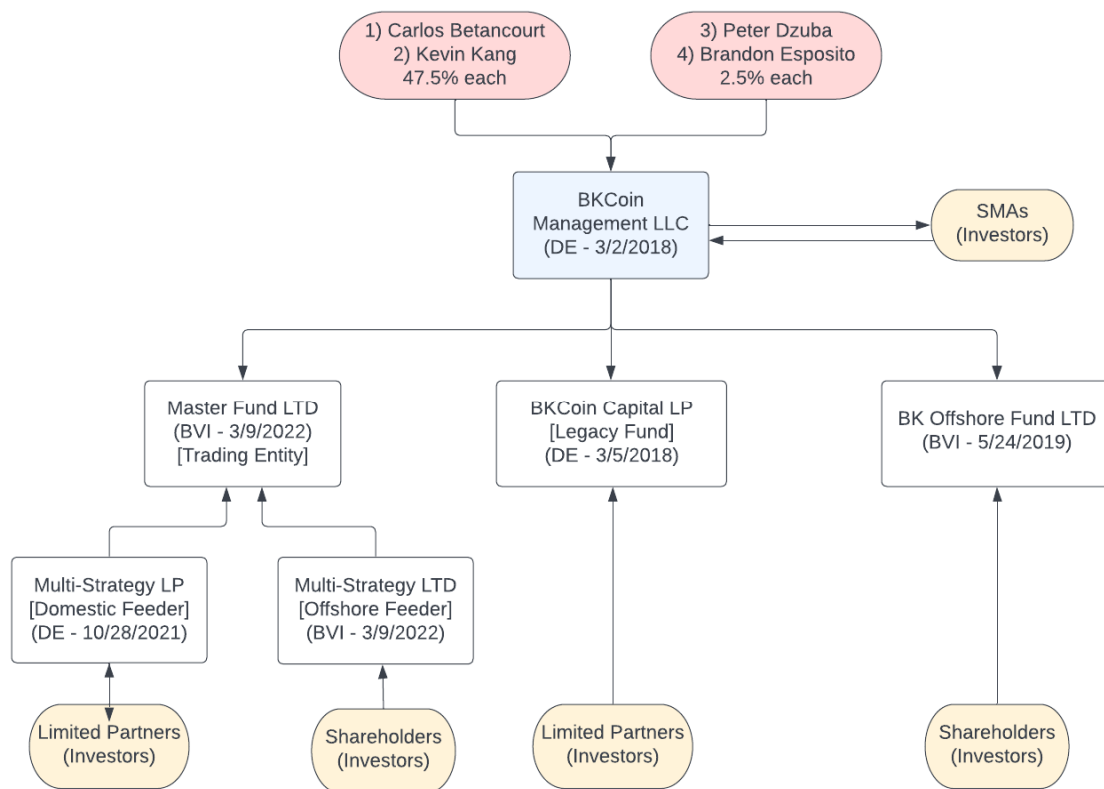 1) Carlos Betancourt
2) Kevin Kang
47.5% each
3) Peter Dzuba
4) Brandon Esposito
2.5% each
BKCoin
Management LLC
(DE - 3/2/2018)
SMAs
(Investors)
Master Fund LTD
(BVI - 3/9/2022)
[Trading Entity]
BKCoin Capital LP
[Legacy Fund]
(DE - 3/5/2018)
BK Offshore Fund LTD
(BVI - 5/24/2019)
Multi-Strategy LP
[Domestic Feeder]
(DE - 10/28/2021)
Multi-Strategy LTD
[Offshore Feeder]
(BVI - 3/9/2022)
Limited Partners
(Investors)
Shareholders
(Investors)
Limited Partners
(Investors)
Shareholders
(Investors)